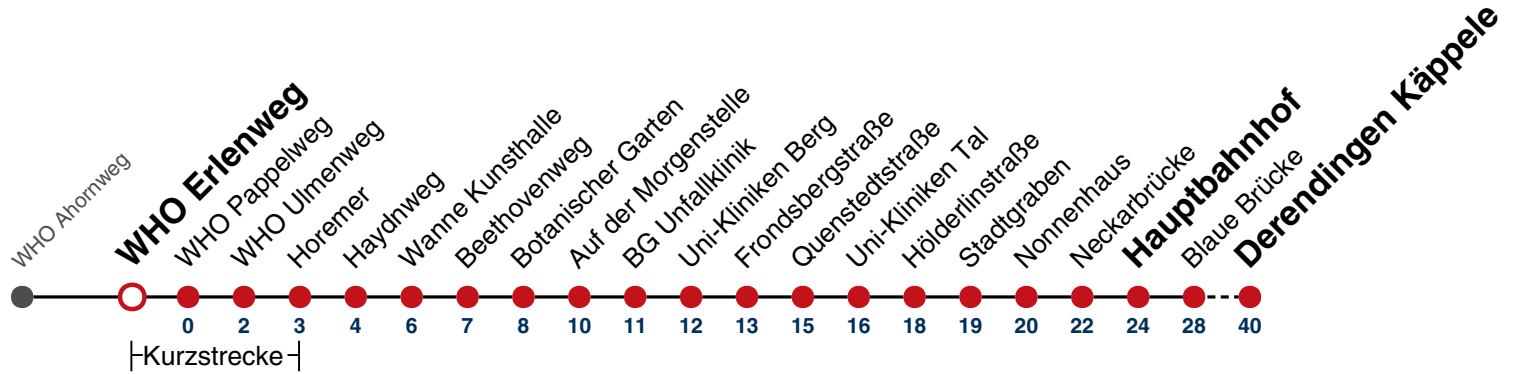 WHO Ahornweg
WHO Erlenweg
WHO Pappelweg
WHO Ulmenweg
Horemer
Haydnweg
Wanne Kunsthalle
Beethovenweg
Botanischer Garten
Auf der Morgenstelle
BG Unfallklinik
Uni-Kliniken Berg
Frondsbergstraße
Quenstedtstraße
Uni-Kliniken Tal
Hölderlinstraße
Stadtgraben
Nonnenhaus
Neckarbrücke
Hauptbahnhof
Blaue Brücke
Derendingen Käppele
0 2 3 4 6 7 8 10 11 12 13 15 16 18 19 20 22 24 28 40
Kurzstrecke